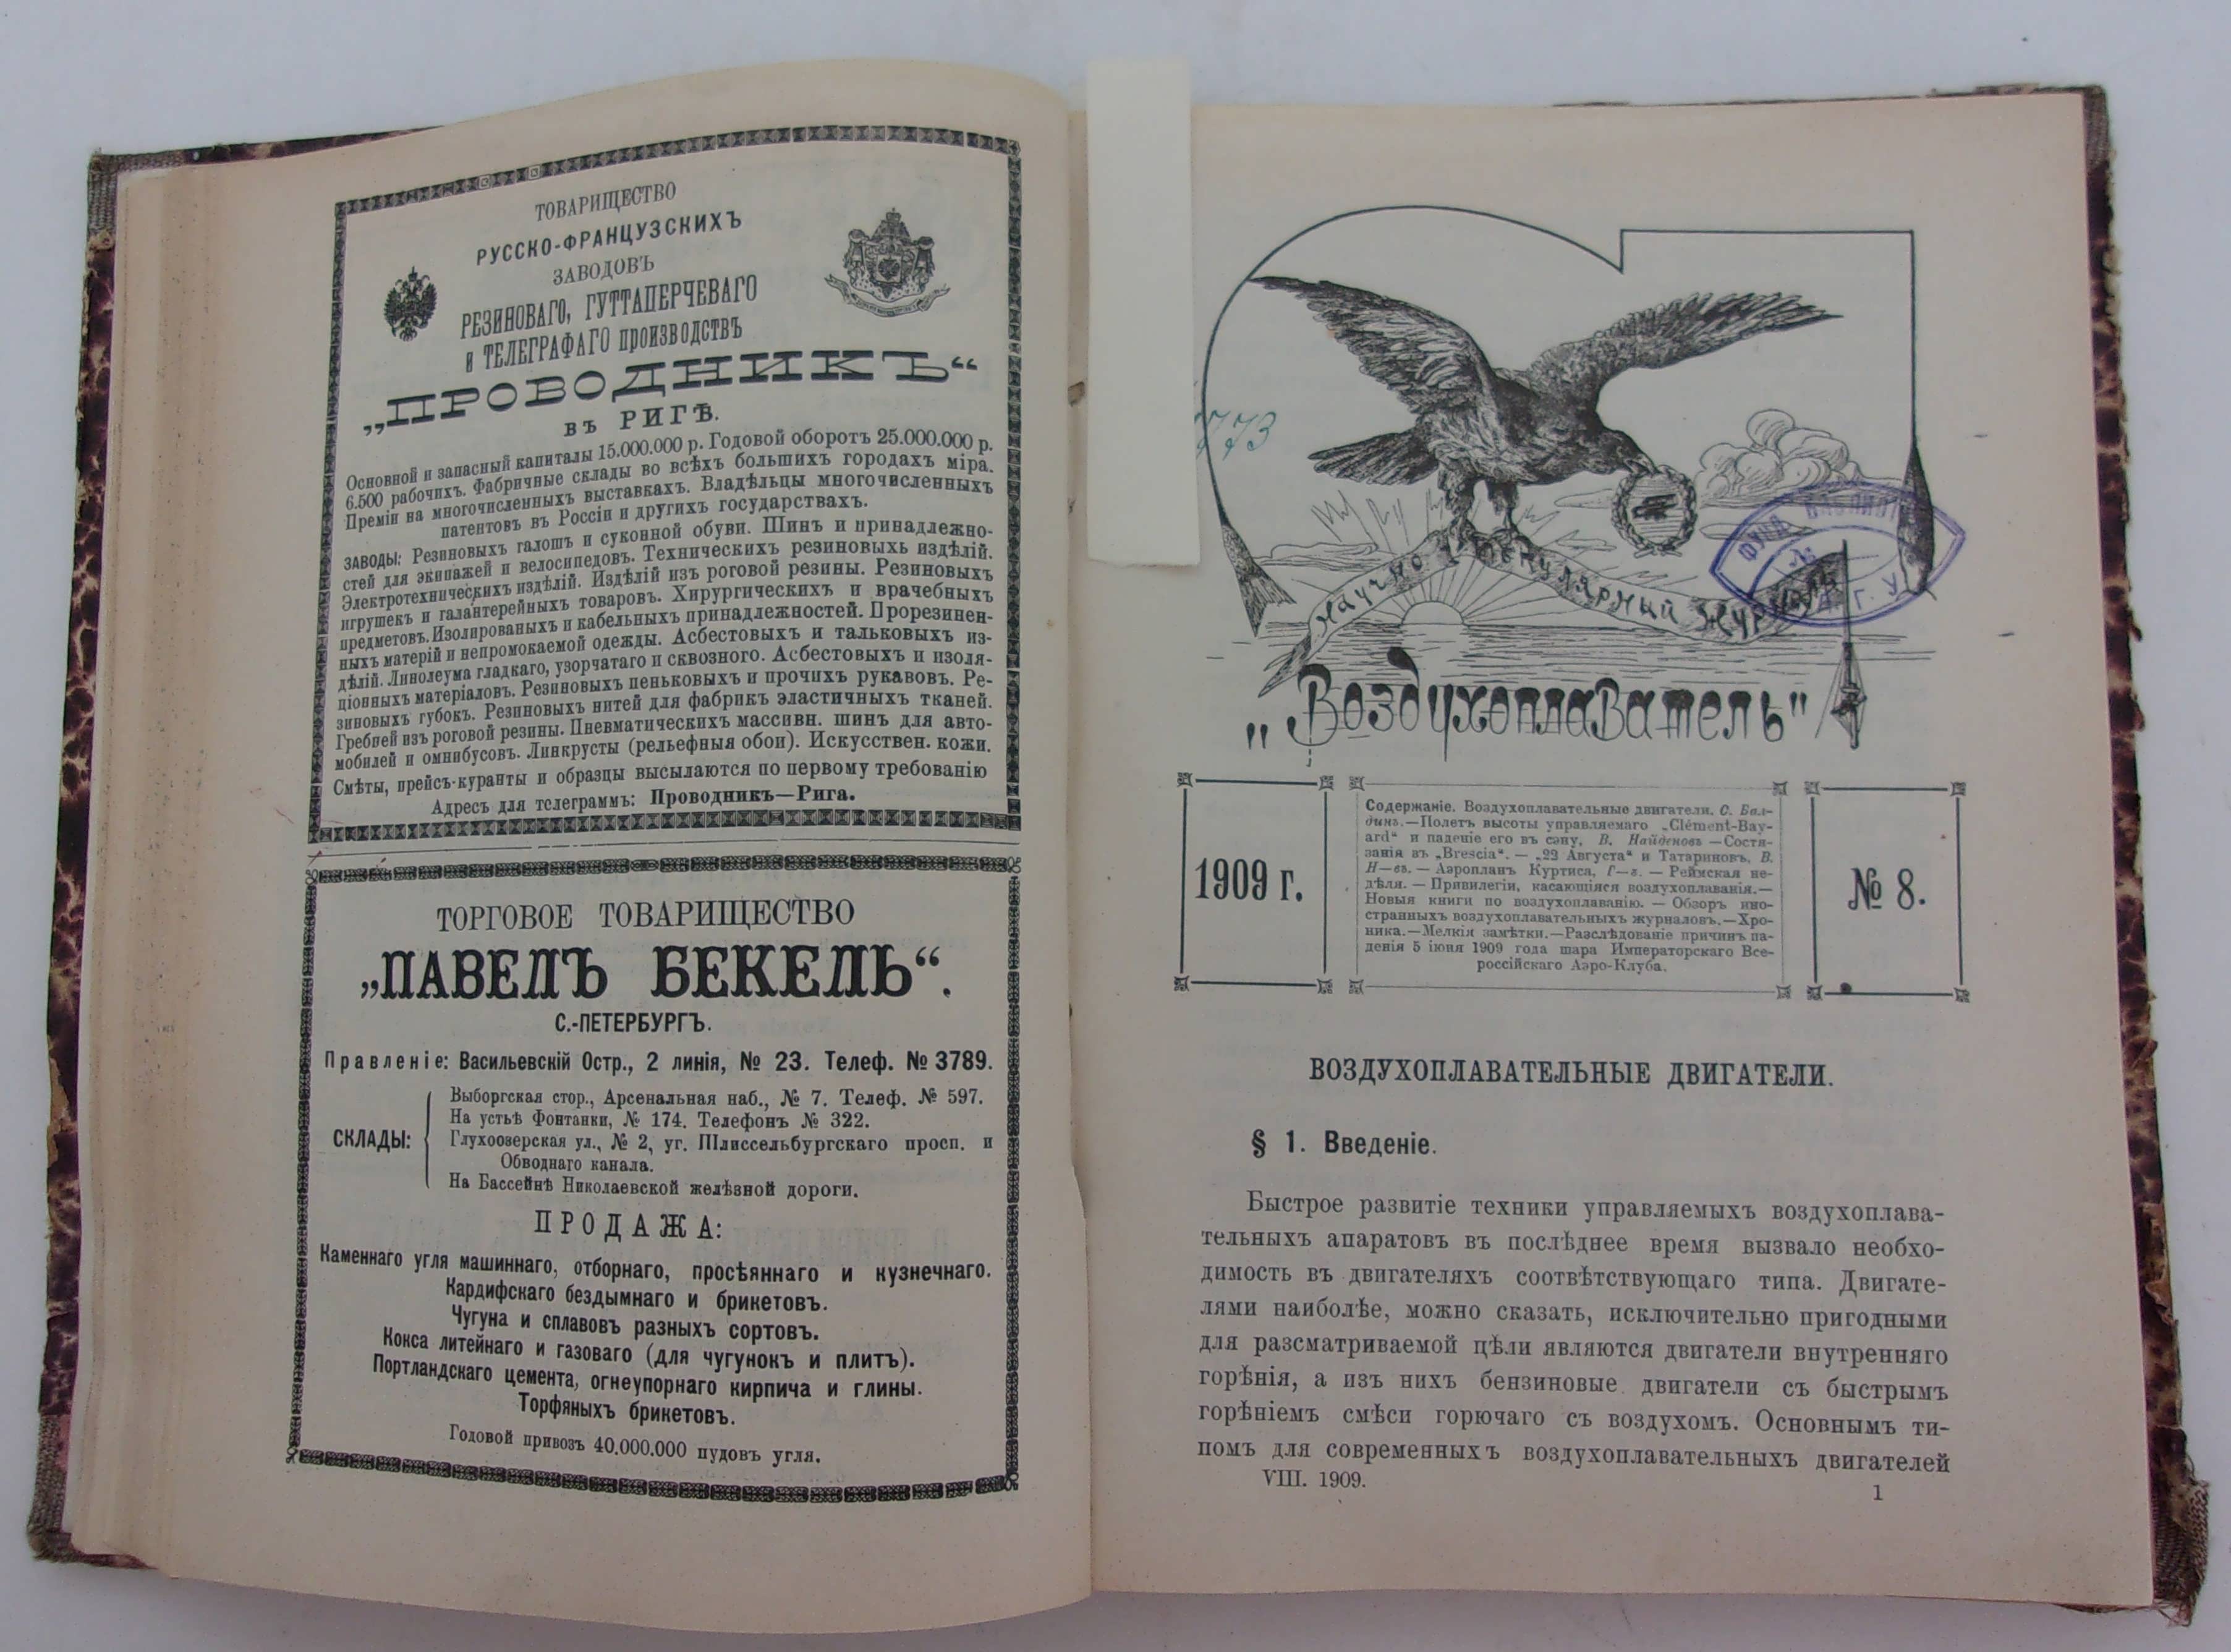 ТОВАРИЩЕСТВО
РУССКО-ФРАНЦУЗСКИХЪ
ЗАВОДОВЪ
РЕЗИНОВАГО, ГУТТАПЕРЧЕВАГО
и ТЕЛЕГРАФАГО производствъ
„ПРОВОДНИКЪ“
въ РИГѢ.
Основной и запасный капиталы 15.000.000 р. Годовой оборотъ 25.000.000 р.
6.500 рабочихъ. Фабричные склады во всѣхъ большихъ городахъ міра.
Преміи на многочисленныхъ выставкахъ. Владѣльцы многочисленныхъ
патентовъ въ Россіи и другихъ государствахъ.
ЗАВОДЫ: Резиновыхъ галошъ и суконной обуви. Шинъ и принадлежно-
стей для экипажей и велосипедовъ. Техническихъ резиновыхь издѣлій.
Электротехническихъ издѣлій. Издѣлій изъ роговой резины. Резиновыхъ
игрушекъ и галантерейныхъ товаровъ. Хирургическихъ и врачебныхъ
предметовъ. Изолированыхъ и кабельныхъ принадлежностей. Прорезинен-
ныхъ матерій и непромокаемой одежды. Асбестовыхъ и тальковыхъ из-
дѣлій. Линолеума гладкаго, узорчатаго и сквозного. Асбестовыхъ и изоля-
ціонныхъ матеріаловъ. Резиновыхъ пеньковыхъ и прочихъ рукавовъ. Ре-
зиновыхъ губокъ. Резиновыхъ нитей для фабрик эластичныхъ тканей.
Гребней изъ роговой резины. Пневматическихъ массивн. шинъ для авто-
мобилей и омнибусовъ. Линкрусты (рельефныя обои). Искусствен. кожи.
Смѣты, прейсъ-куранты и образцы высылаются по первому требованію
Адресъ для телеграммъ: Проводникъ—Рига.
ТОРГОВОЕ ТОВАРИЩЕСТВО
„ПАВЕЛЪ БЕКЕЛЬ“.
С.-ПЕТЕРБУРГЪ.
Правленіе: Васильевскій Остр., 2 линія, № 23. Телеф. № 3789.
СКЛАДЫ:
Выборгская стор., Арсенальная наб., № 7. Телеф. № 597.
На устьѣ Фонтанки, № 174. Телефонъ № 322.
Глухоозерская ул., № 2, уг. Шлиссельбургскаго просп. и
Обводнаго канала.
На Бассейнѣ Николаевской желѣзной дороги.
ПРОДАЖА:
Каменнаго угля машиннаго, отборнаго, просѣяннаго и кузнечнаго.
Кардифскаго бездымнаго и брикетовъ.
Чугуна и сплавовъ разныхъ сортовъ.
Кокса литейнаго и газоваго (для чугунокъ и плитъ).
Портландскаго цемента, огнеупорнаго кирпича и глины.
Торфяныхъ брикетовъ.
Годовой привозъ 40.000.000 пудовъ угля.
773
Научно Популярный Журналъ
ФУНД. БИБЛИОТ
№
Л. Г. У.
„Воздухоплаватель"
1909 г.
Содержаніе. Воздухоплавательные двигатели. С. Бал-
динъ.—Полетъ высоты управляемаго „Clément-Bay-
ard“ и паденіе его въ сэну, В. Найденовъ —Состя-
занія въ „Brescia“. — „22 Августа“ и Татариновъ, В.
Н—въ. — Аэропланъ Куртиса, Г—г. — Реймская не-
дѣля. — Привилегіи, касающіяся воздухоплаванія.—
Новыя книги по воздухоплаванію. — Обзоръ ино-
странныхъ воздухоплавательныхъ журналовъ.—Хро-
ника.—Мелкія замѣтки.—Разслѣдованіе причинъ па-
денія 5 іюня 1909 года шара Императорскаго Все-
россійскаго Аэро-Клуба.
№ 8.
ВОЗДУХОПЛАВАТЕЛЬНЫЕ ДВИГАТЕЛИ.
§ 1. Введеніе.
Быстрое развитіе техники управляемыхъ воздухоплава-
тельныхъ апаратовъ въ послѣднее время вызвало необхо-
димость въ двигателяхъ соотвѣтствующаго типа. Двигате-
лями наиболѣе, можно сказать, исключительно пригодными
для разсматриваемой цѣли являются двигатели внутренняго
горѣнія, а изъ нихъ бензиновые двигатели съ быстрымъ
горѣніемъ смѣси горючаго съ воздухомъ. Основнымъ ти-
помъ для современныхъ воздухоплавательныхъ двигателей
VIII. 1909.
1